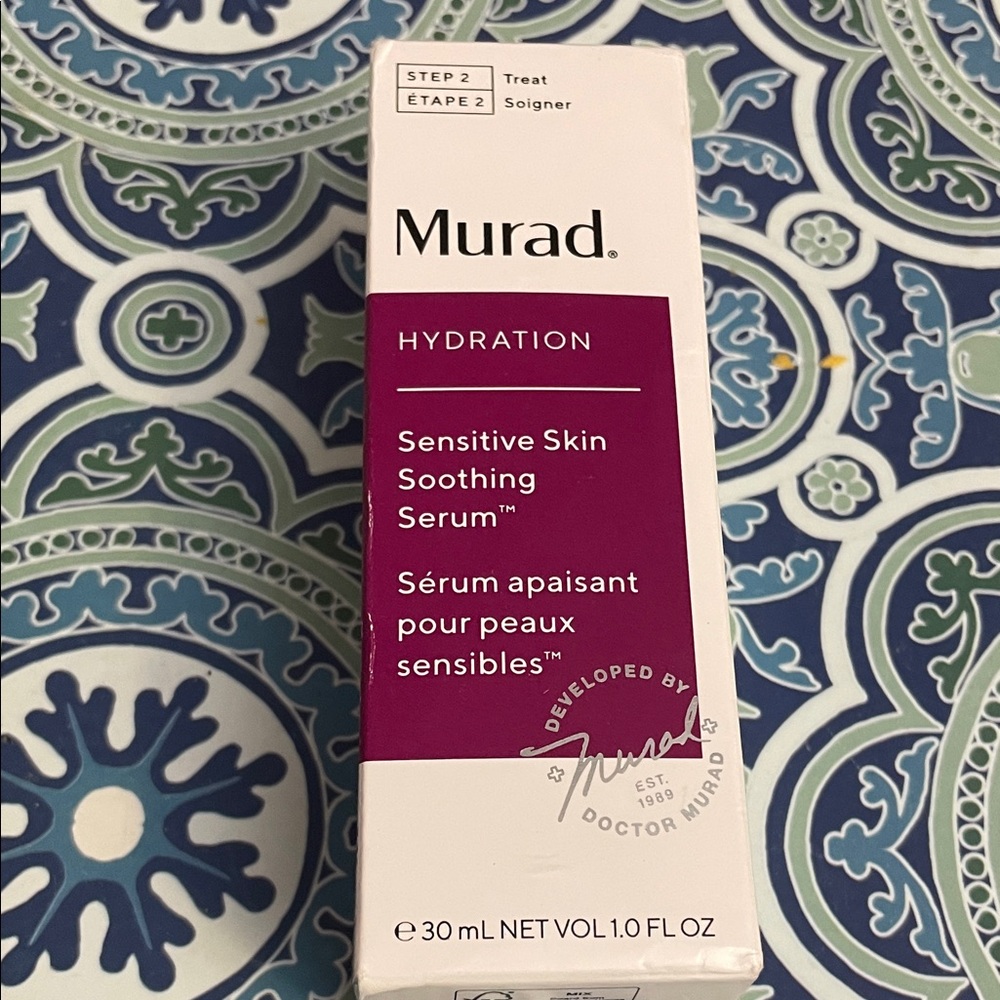 STEP 2 Treat
ÉTAPE 2 Soigner
Murad®
HYDRATION
Sensitive Skin
Soothing
Serum™
Sérum apaisant
pour peaux
sensibles™
DEVELOPED BY
Murad
EST.
1989
DOCTOR MURAD
℮ 30 mL NET VOL 1.0 FL OZ
MIX